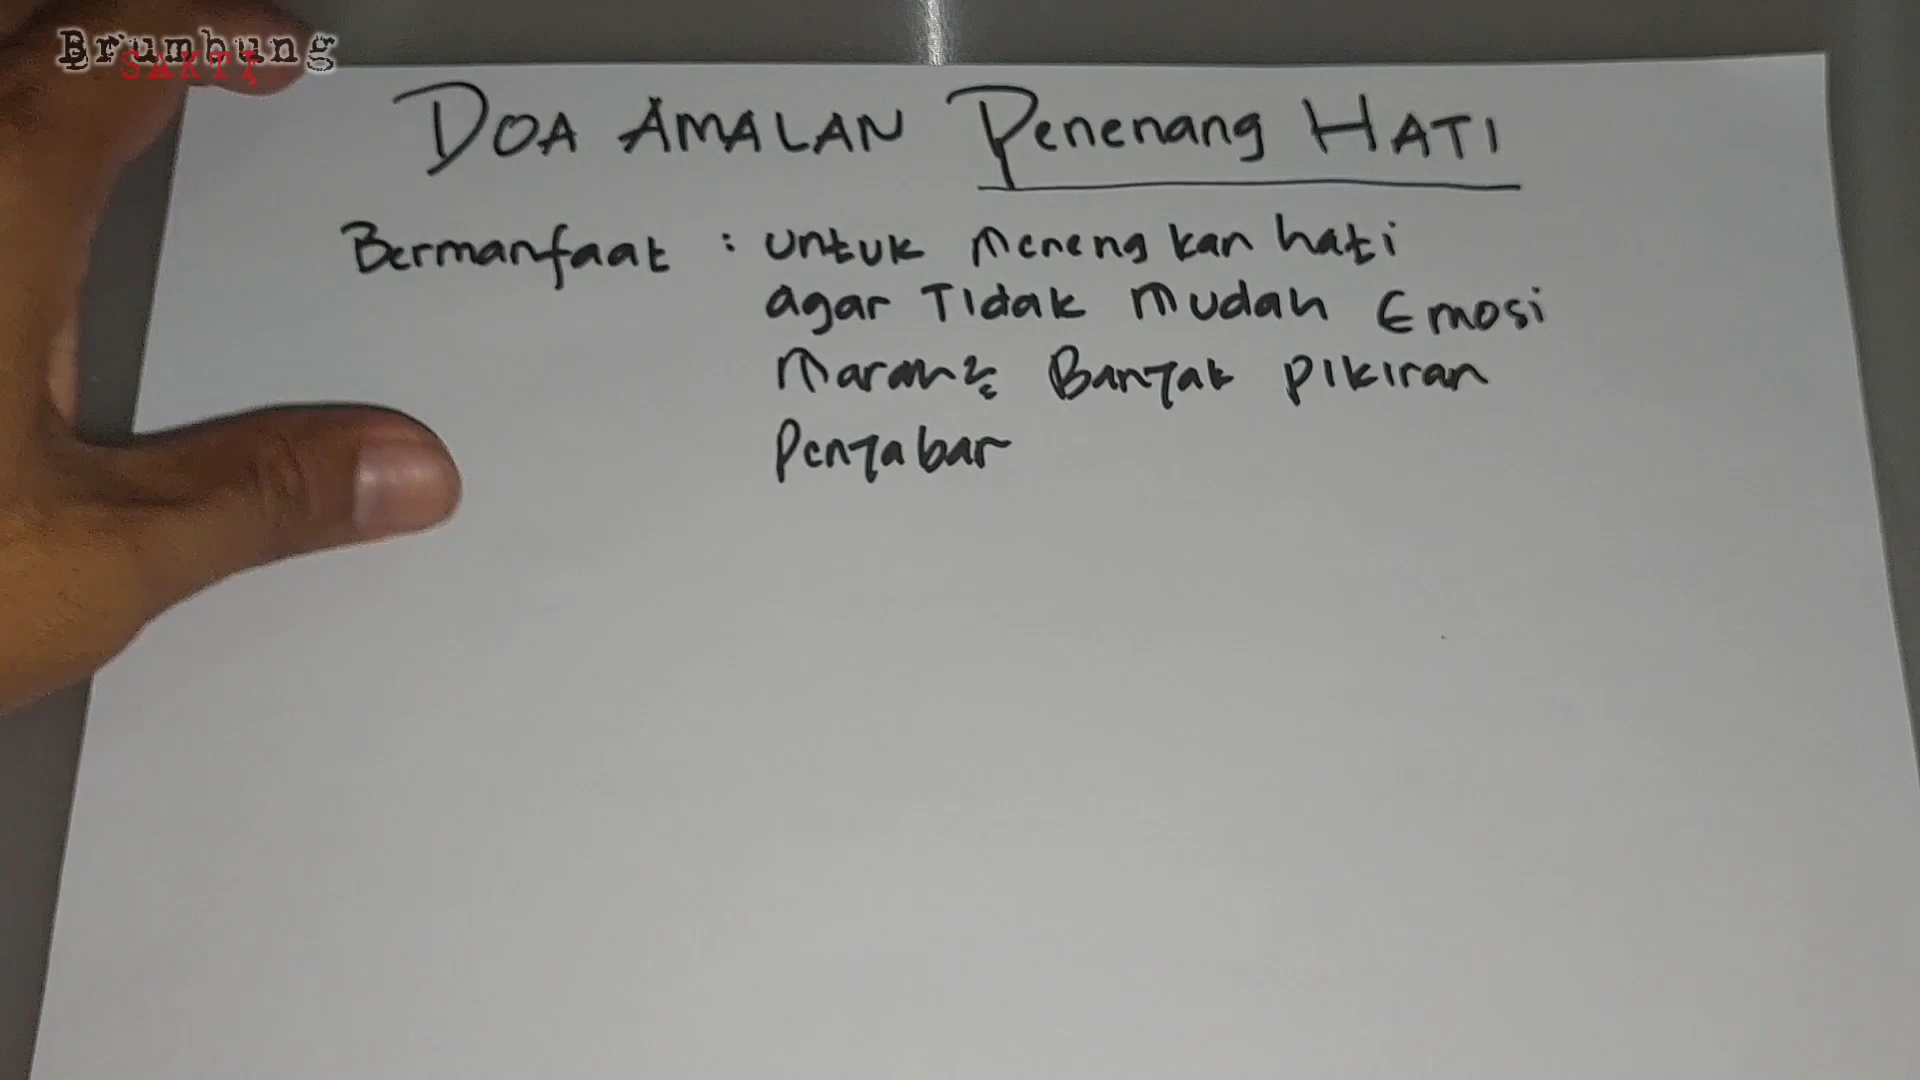 Brumbung
SAKTI
DOA AMALAN Penenang HATI
Bermanfaat : untuk Menengkan hati
agar Tidak Mudah Emosi
Marah2 Banyak pikiran
Penyabar